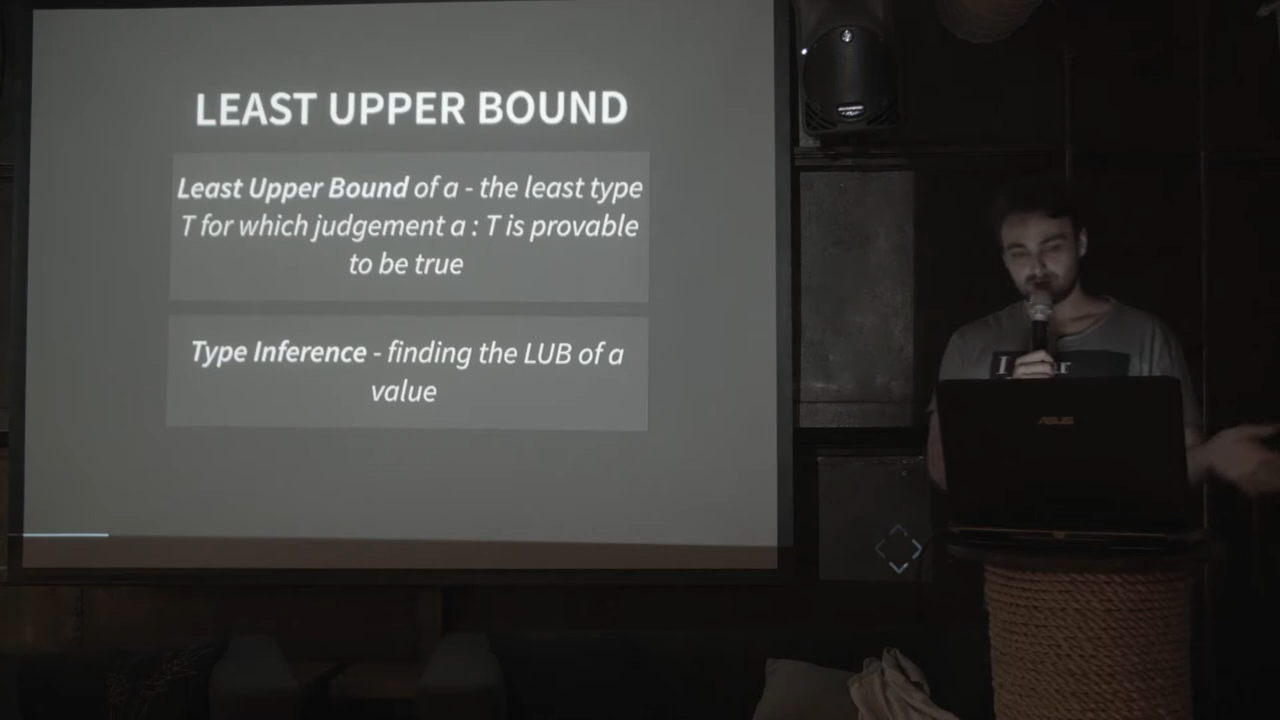 LEAST UPPER BOUND
Least Upper Bound of a - the least type
T for which judgement a : T is provable
to be true
Type Inference - finding the LUB of a
value
ASUS